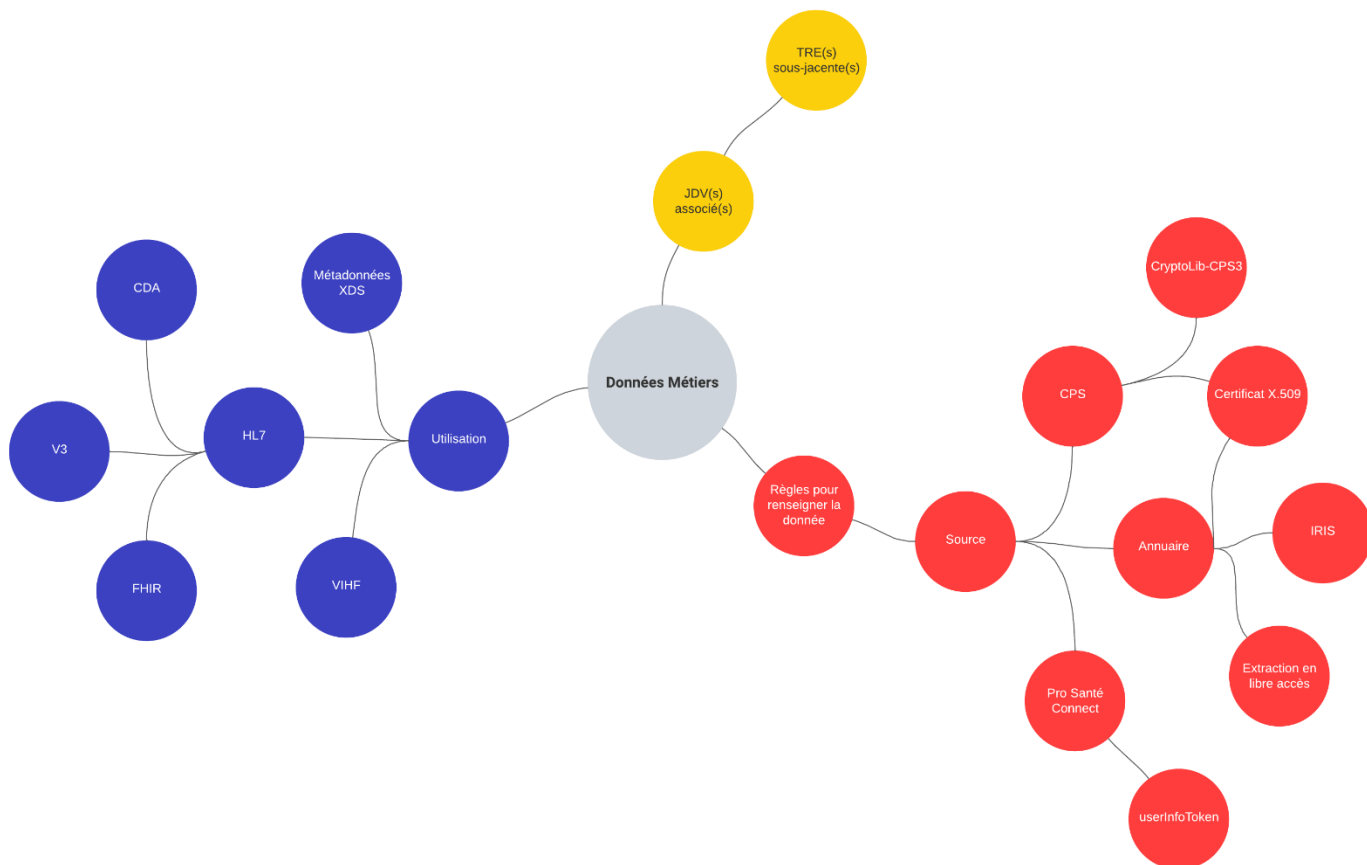 TRE(s)
sous-jacente(s)
JDV(s)
associé(s)
Données Métiers
Métadonnées
XDS
CDA
V3
HL7
Utilisation
FHIR
VIHF
Règles pour
renseigner la
donnée
Source
CryptoLib-CPS3
CPS
Certificat X.509
Annuaire
IRIS
Extraction en
libre accès
Pro Santé
Connect
userInfoToken